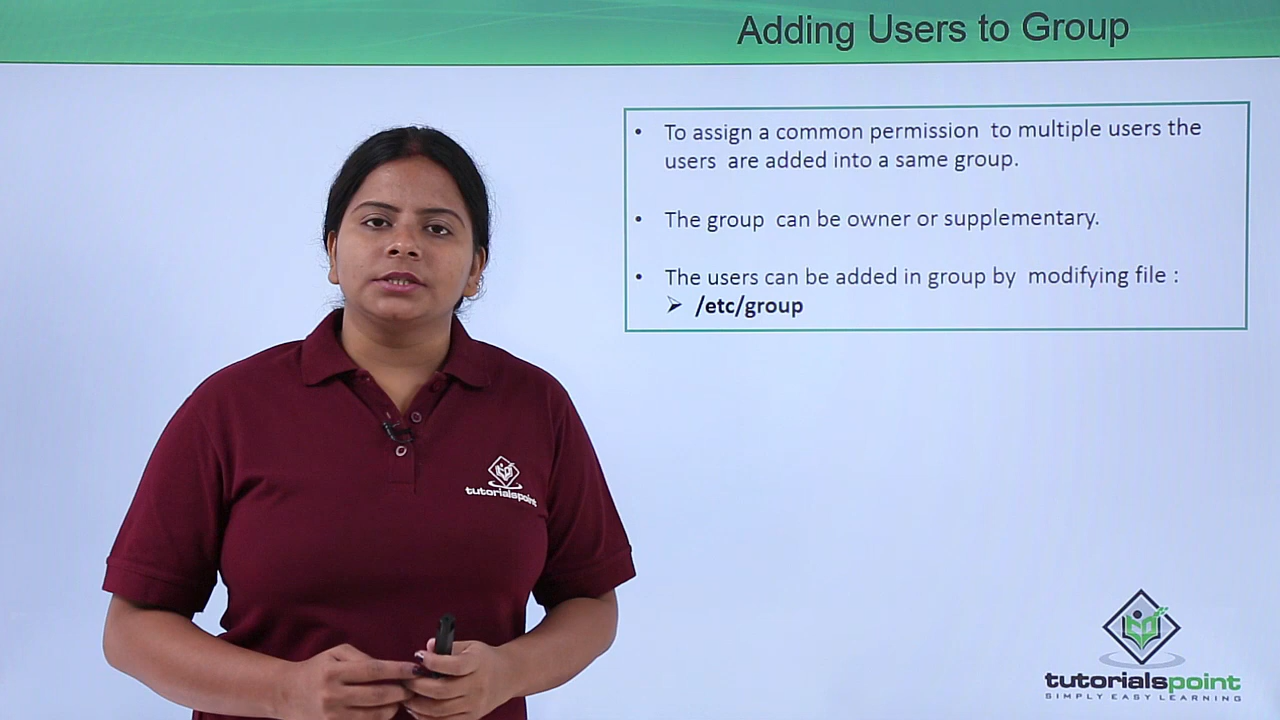 Adding Users to Group
• To assign a common permission to multiple users the
users are added into a same group.
• The group can be owner or supplementary.
• The users can be added in group by modifying file :
➢ /etc/group
tutorialspoint
tutorialspoint
SIMPLY EASY LEARNING